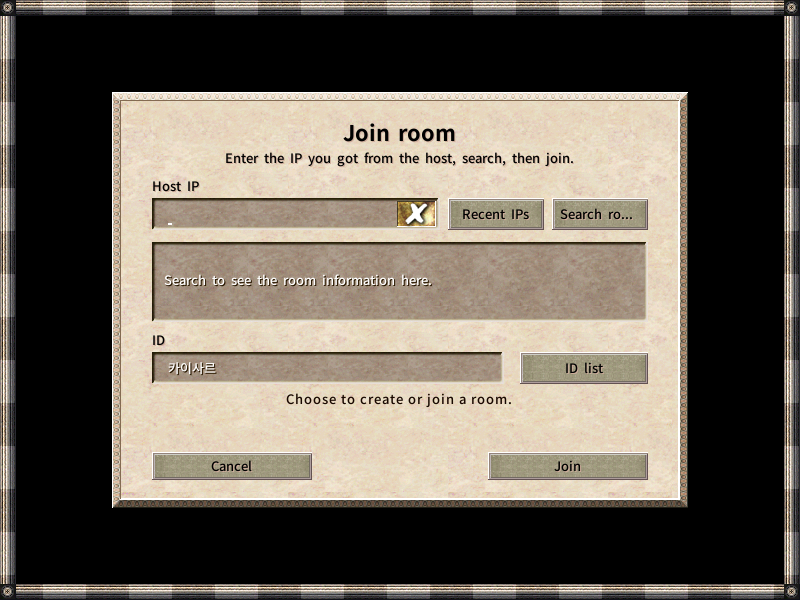 Join room
Enter the IP you got from the host, search, then join.
Host IP
Recent IPs
Search ro...
Search to see the room information here.
ID
카이사르
ID list
Choose to create or join a room.
Cancel
Join